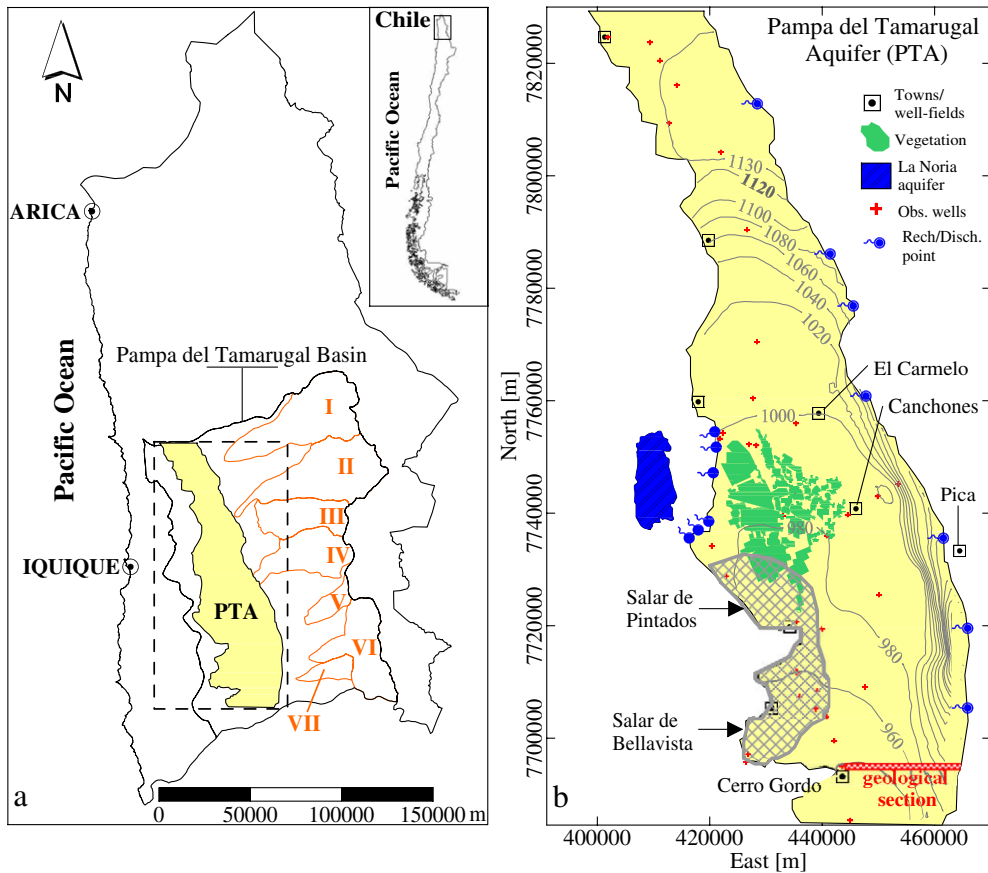 Chile
Pacific Ocean
N
ARICA
Pacific Ocean
Pampa del Tamarugal Basin
I
II
III
IV
V
VI
VII
IQUIQUE
PTA
a
0
50000
100000
150000 m
Pampa del Tamarugal
Aquifer (PTA)
Towns/
well-fields
Vegetation
La Noria
aquifer
Obs. wells
Rech/Disch.
point
1130
1120
1100
1080
1060
1040
1020
1000
980
980
960
El Carmelo
Canchones
Pica
Salar de
Pintados
Salar de
Bellavista
Cerro Gordo
geological
section
b
North [m]
7820000
7800000
7780000
7760000
7740000
7720000
7700000
400000
420000
440000
460000
East [m]